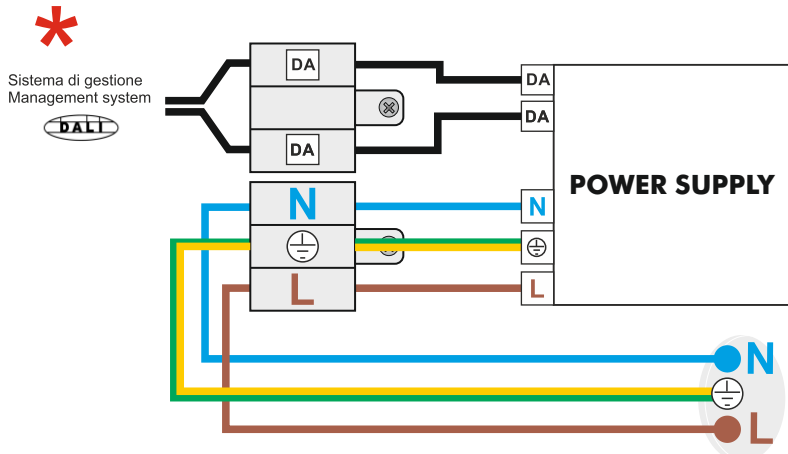 *
Sistema di gestione
Management system
DALI
DA
DA
DA
DA
POWER SUPPLY
N
N
L
L
N
L